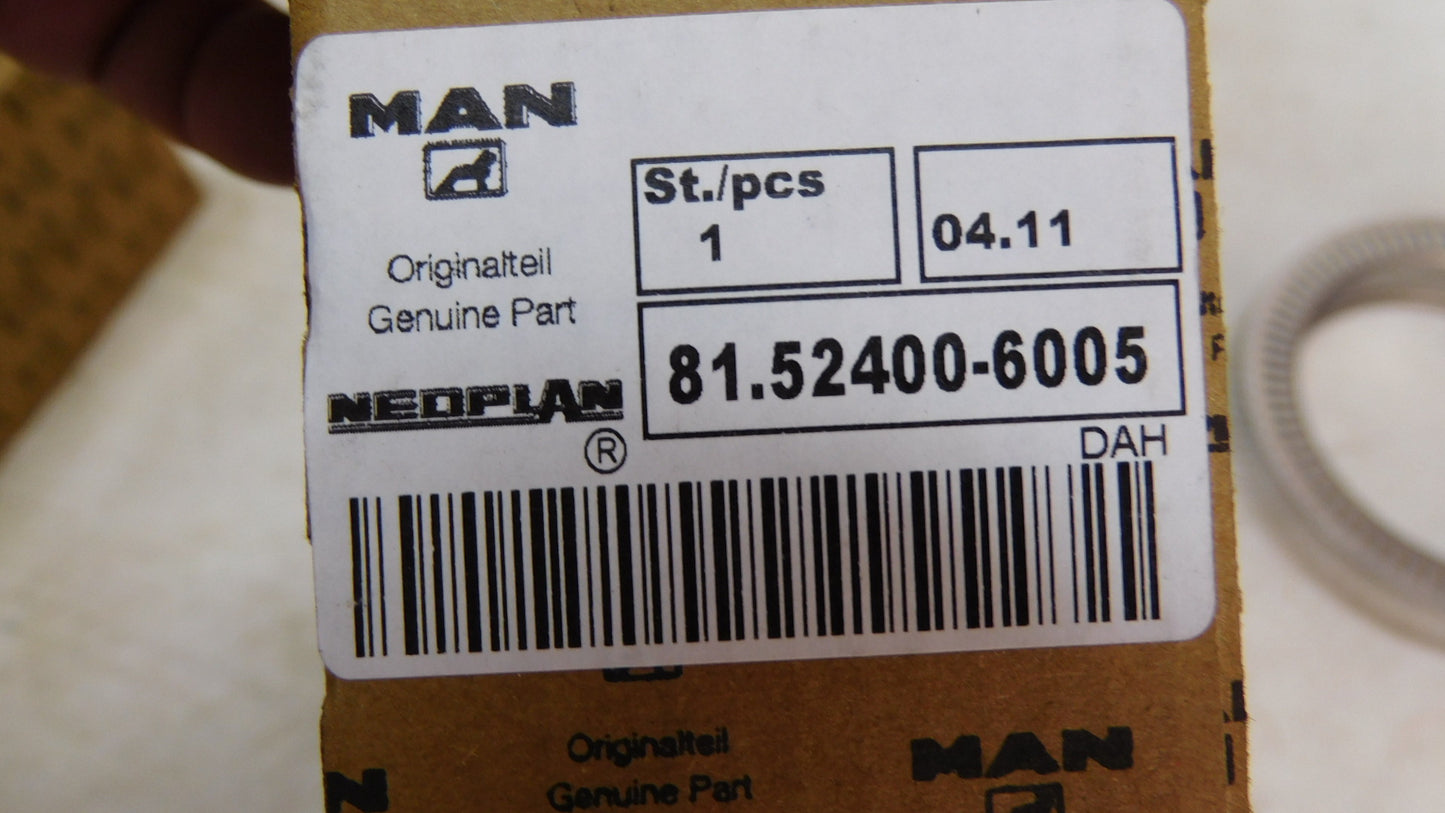 MAN
Originalteil
Genuine Part
NEOPLAN
®
St./pcs
1
04.11
81.52400-6005
DAH
Originalteil
Genuine Part
MAN